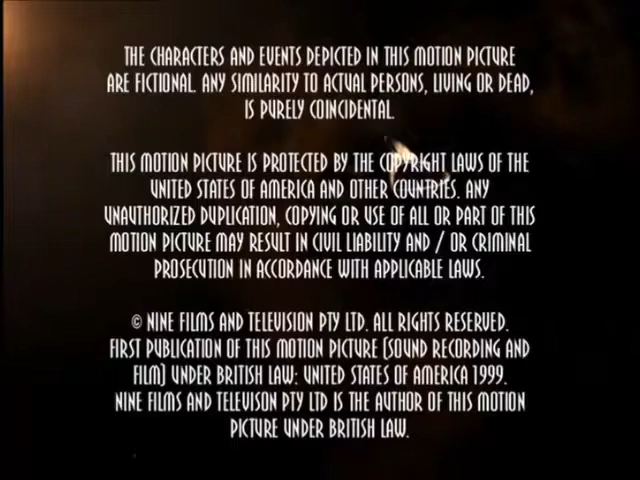 THE CHARACTERS AND EVENTS DEPICTED IN THIS MOTION PICTURE
ARE FICTIONAL. ANY SIMILARITY TO ACTUAL PERSONS, LIVING OR DEAD,
IS PURELY COINCIDENTAL.
THIS MOTION PICTURE IS PROTECTED BY THE COPYRIGHT LAWS OF THE
UNITED STATES OF AMERICA AND OTHER COUNTRIES. ANY
UNAUTHORIZED DUPLICATION, COPYING OR USE OF ALL OR PART OF THIS
MOTION PICTURE MAY RESULT IN CIVIL LIABILITY AND / OR CRIMINAL
PROSECUTION IN ACCORDANCE WITH APPLICABLE LAWS.
© NINE FILMS AND TELEVISION PTY LTD. ALL RIGHTS RESERVED.
FIRST PUBLICATION OF THIS MOTION PICTURE (SOUND RECORDING AND
FILM) UNDER BRITISH LAW: UNITED STATES OF AMERICA 1999.
NINE FILMS AND TELEVISON PTY LTD IS THE AUTHOR OF THIS MOTION
PICTURE UNDER BRITISH LAW.